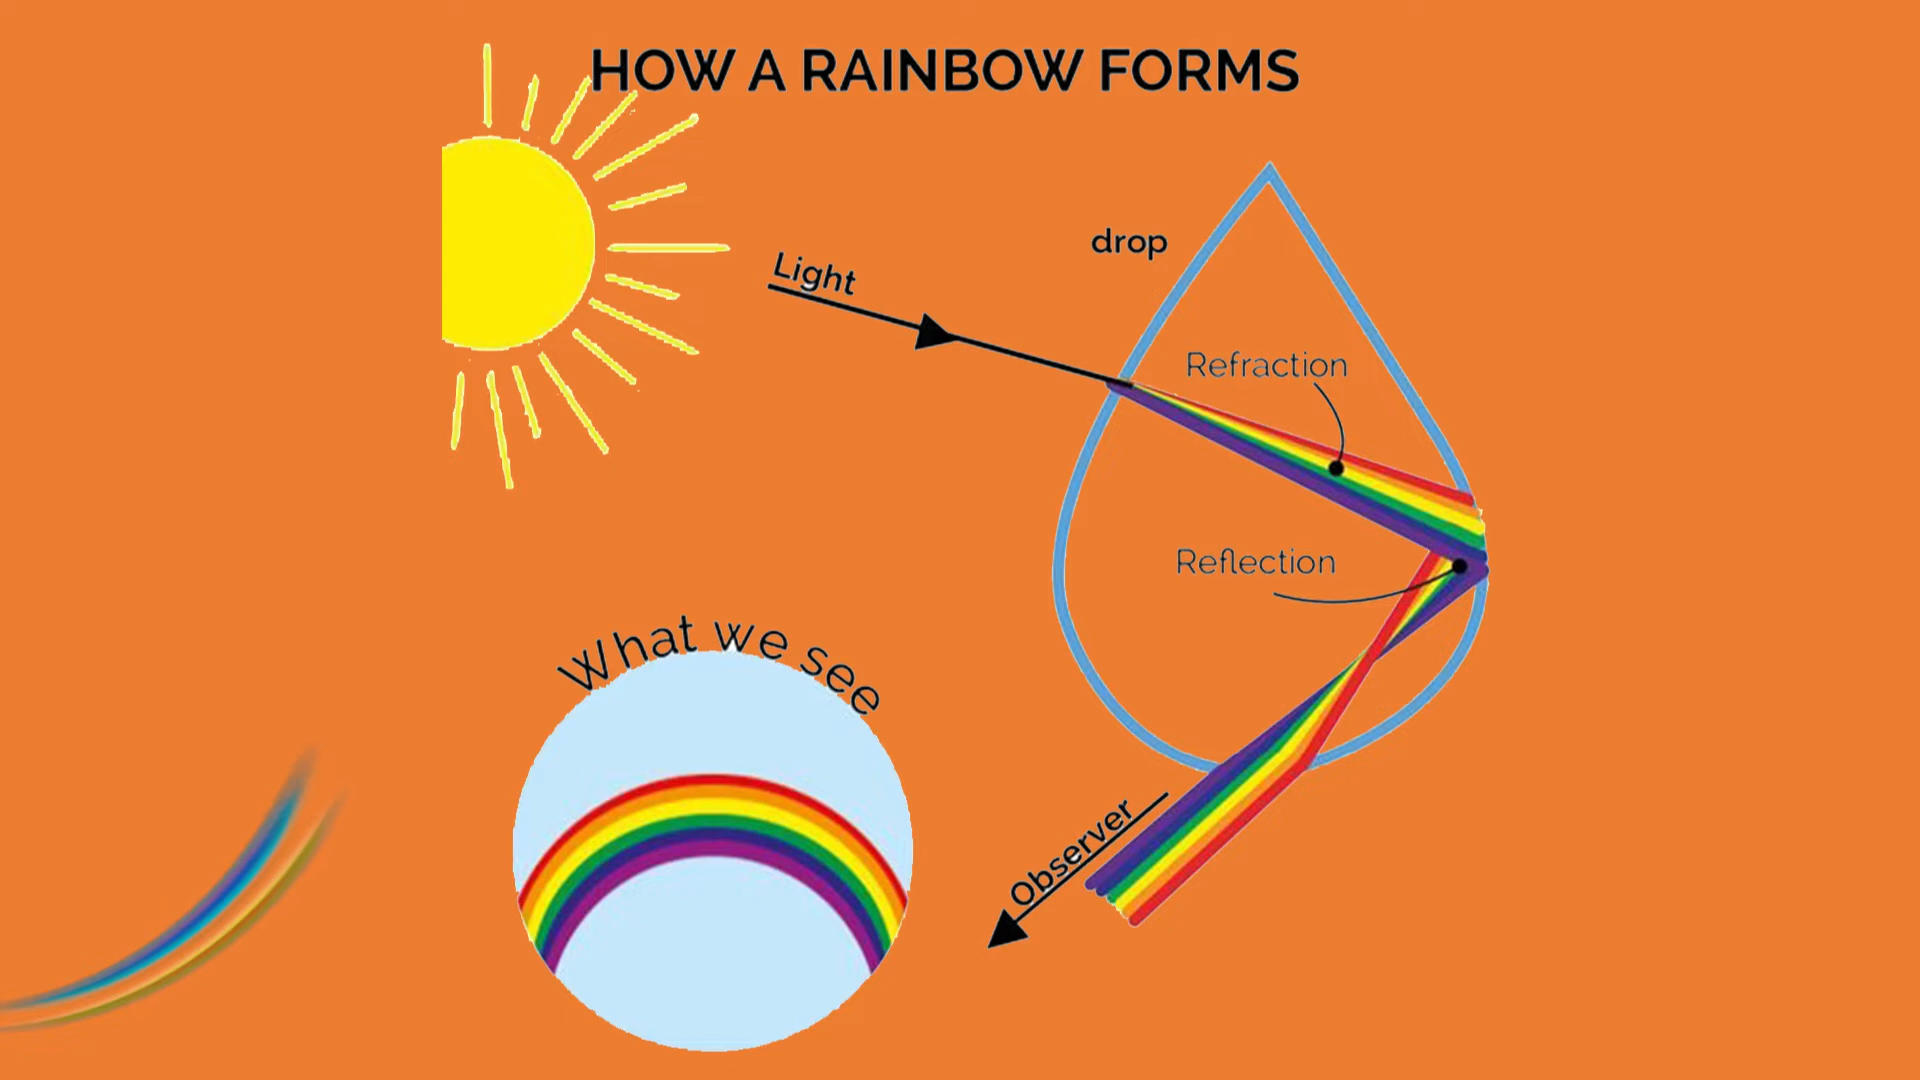 HOW A RAINBOW FORMS
drop
Light
Refraction
Reflection
What we see
Observer